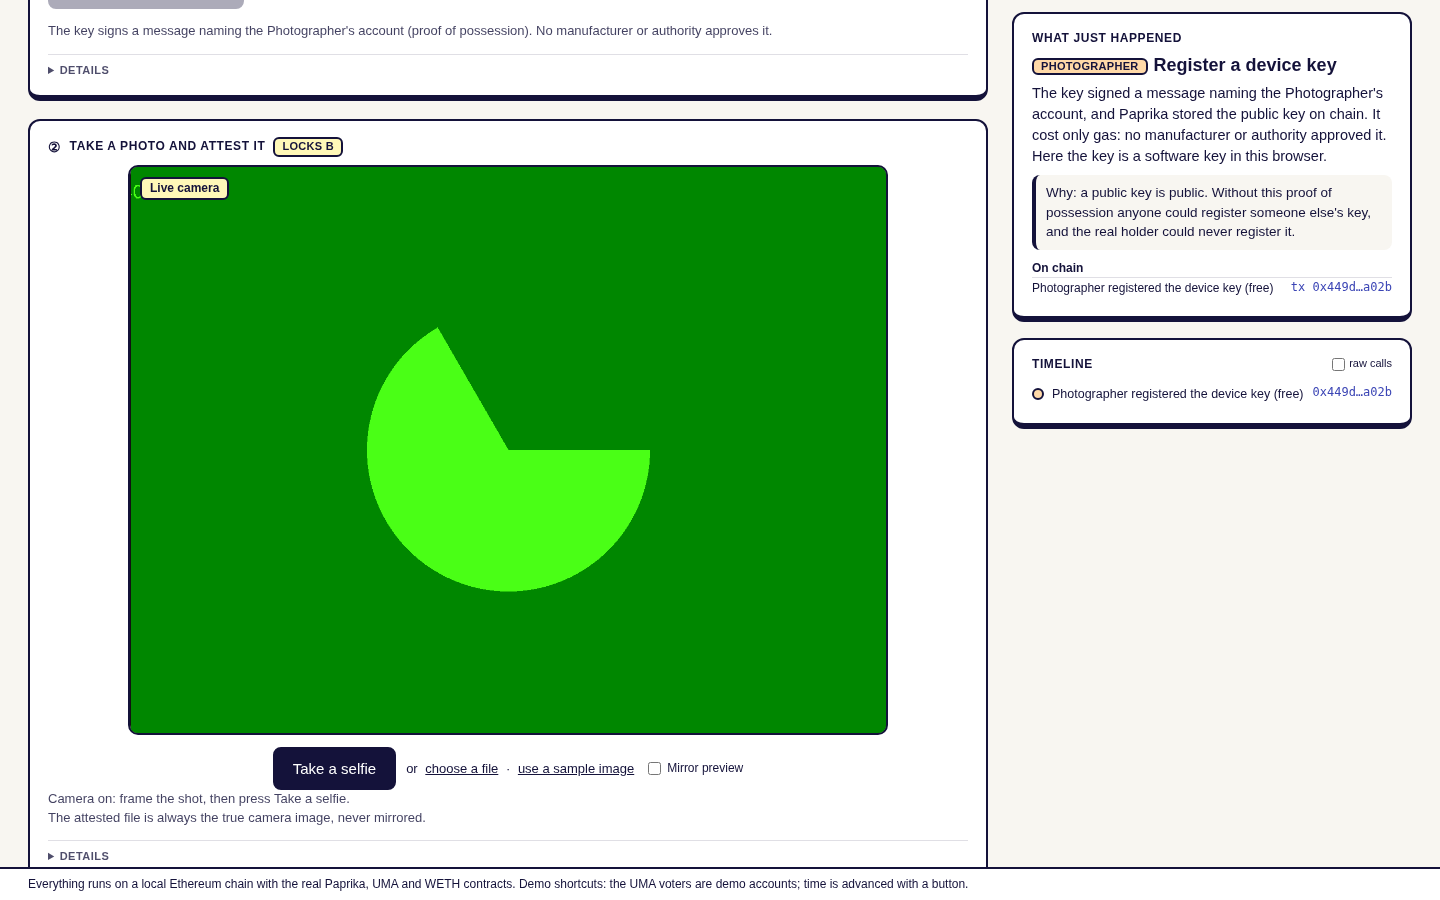 The key signs a message naming the Photographer's account (proof of possession). No manufacturer or authority approves it.
▶ DETAILS
② TAKE A PHOTO AND ATTEST IT LOCKS B
Live camera
Take a selfie or choose a file · use a sample image Mirror preview
Camera on: frame the shot, then press Take a selfie.
The attested file is always the true camera image, never mirrored.
▶ DETAILS
WHAT JUST HAPPENED
PHOTOGRAPHER Register a device key
The key signed a message naming the Photographer's
account, and Paprika stored the public key on chain. It
cost only gas: no manufacturer or authority approved it.
Here the key is a software key in this browser.
Why: a public key is public. Without this proof of
possession anyone could register someone else's key,
and the real holder could never register it.
On chain
Photographer registered the device key (free) tx 0x449d…a02b
TIMELINE raw calls
Photographer registered the device key (free) 0x449d…a02b
Everything runs on a local Ethereum chain with the real Paprika, UMA and WETH contracts. Demo shortcuts: the UMA voters are demo accounts; time is advanced with a button.